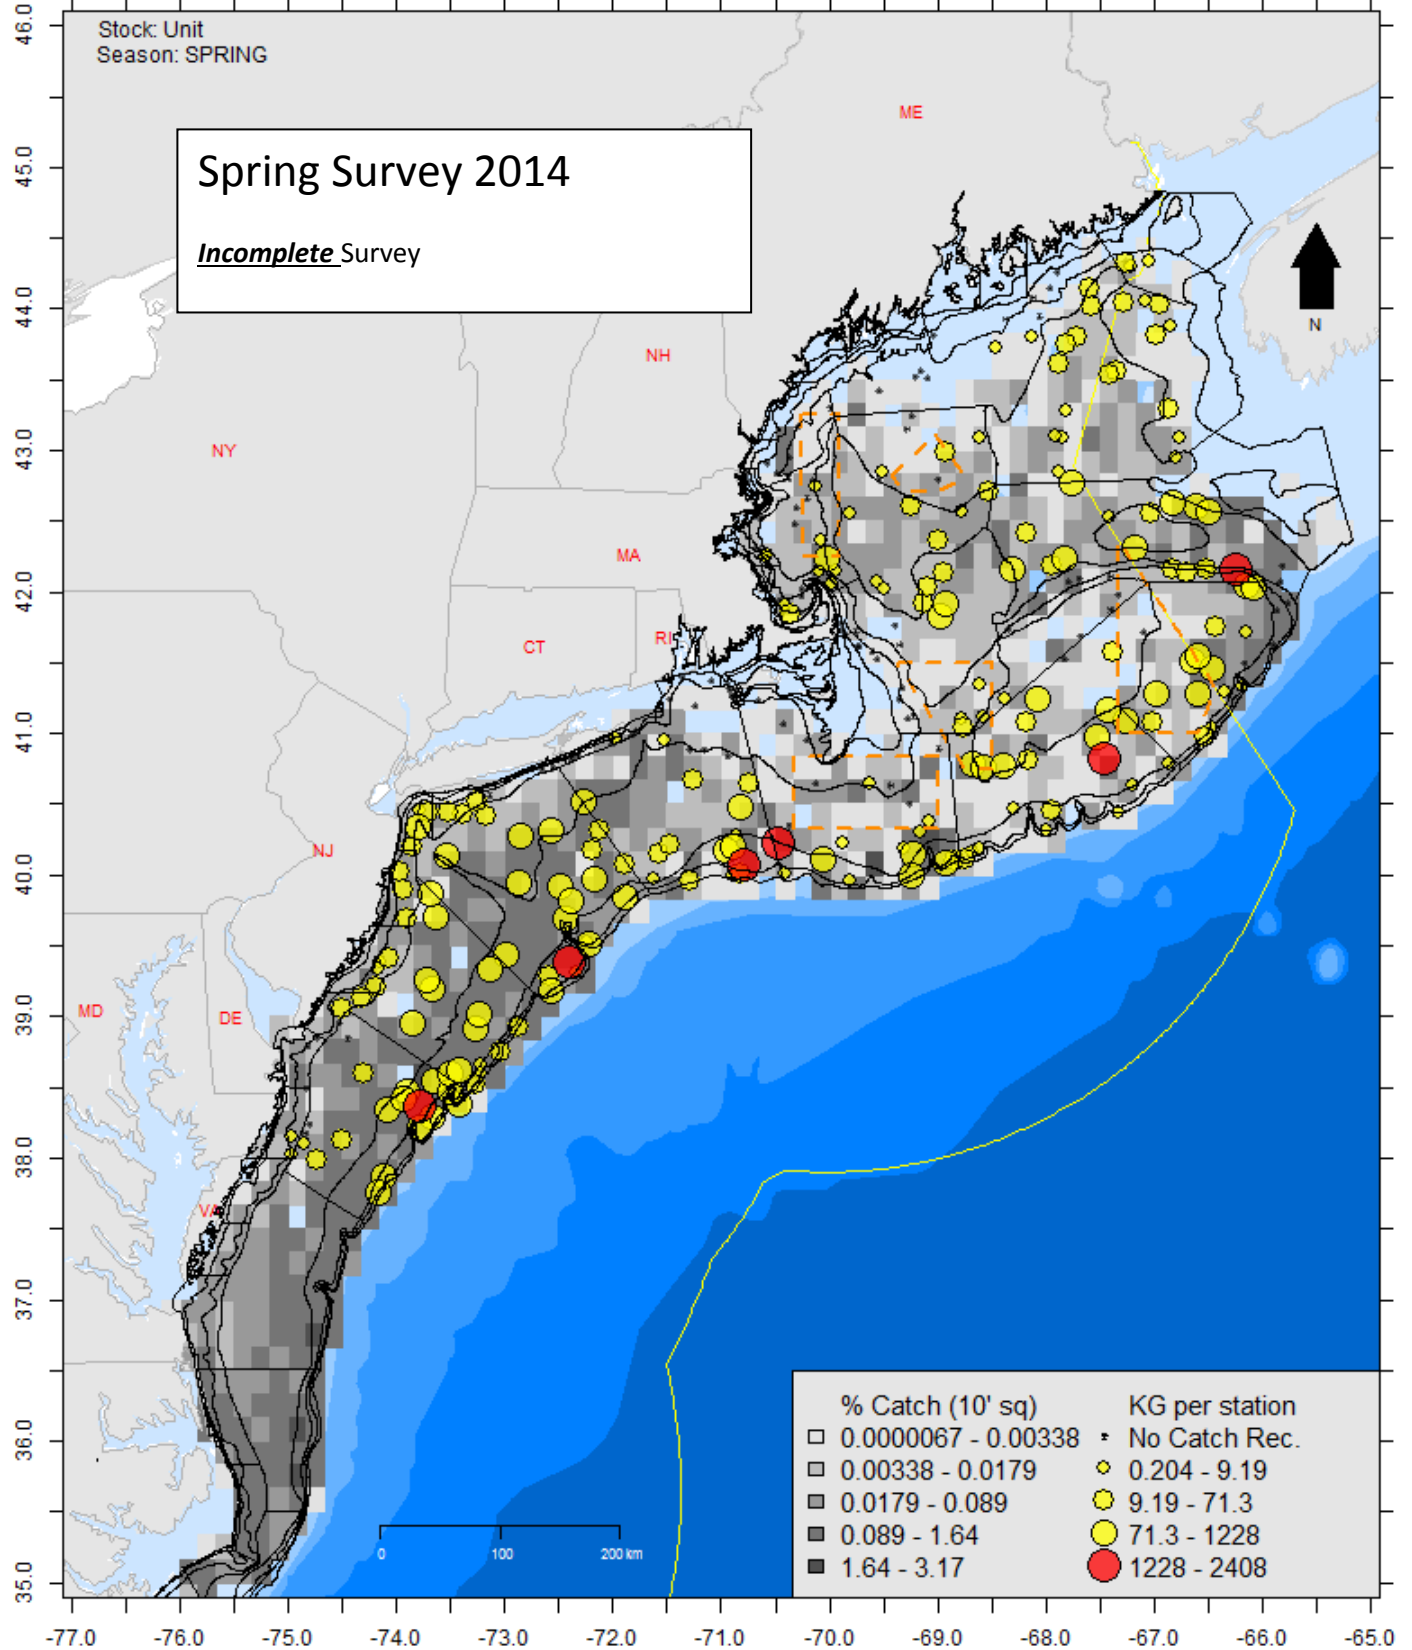 Stock: Unit
Season: SPRING
Spring Survey 2014
Incomplete Survey
ME
NH
NY
MA
CT
RI
NJ
MD
DE
VA
N
46.0
45.0
44.0
43.0
42.0
41.0
40.0
39.0
38.0
37.0
36.0
35.0
% Catch (10' sq)
0.0000067 - 0.00338
0.00338 - 0.0179
0.0179 - 0.089
0.089 - 1.64
1.64 - 3.17
KG per station
No Catch Rec.
0.204 - 9.19
9.19 - 71.3
71.3 - 1228
1228 - 2408
0 100 200 km
-77.0 -76.0 -75.0 -74.0 -73.0 -72.0 -71.0 -70.0 -69.0 -68.0 -67.0 -66.0 -65.0